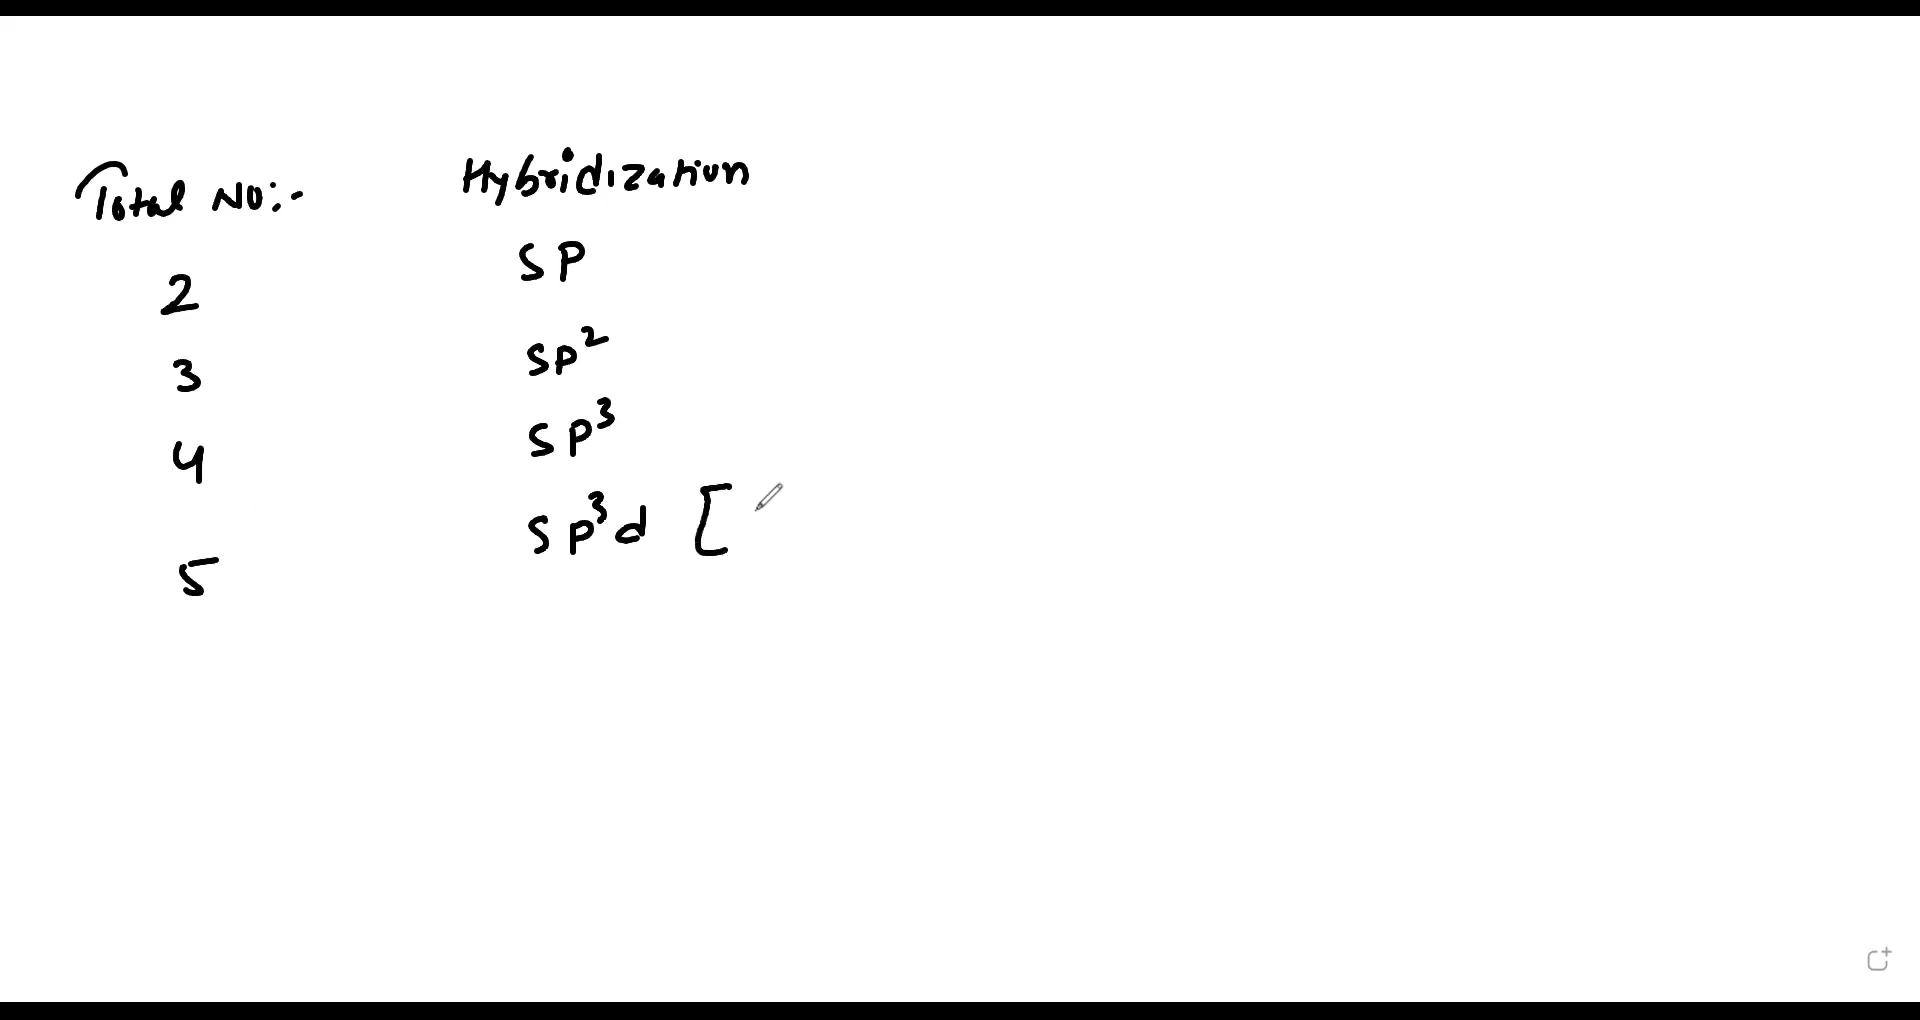 Total No:- Hybridization
2 SP
3 SP²
4 SP³
5 SP³d [